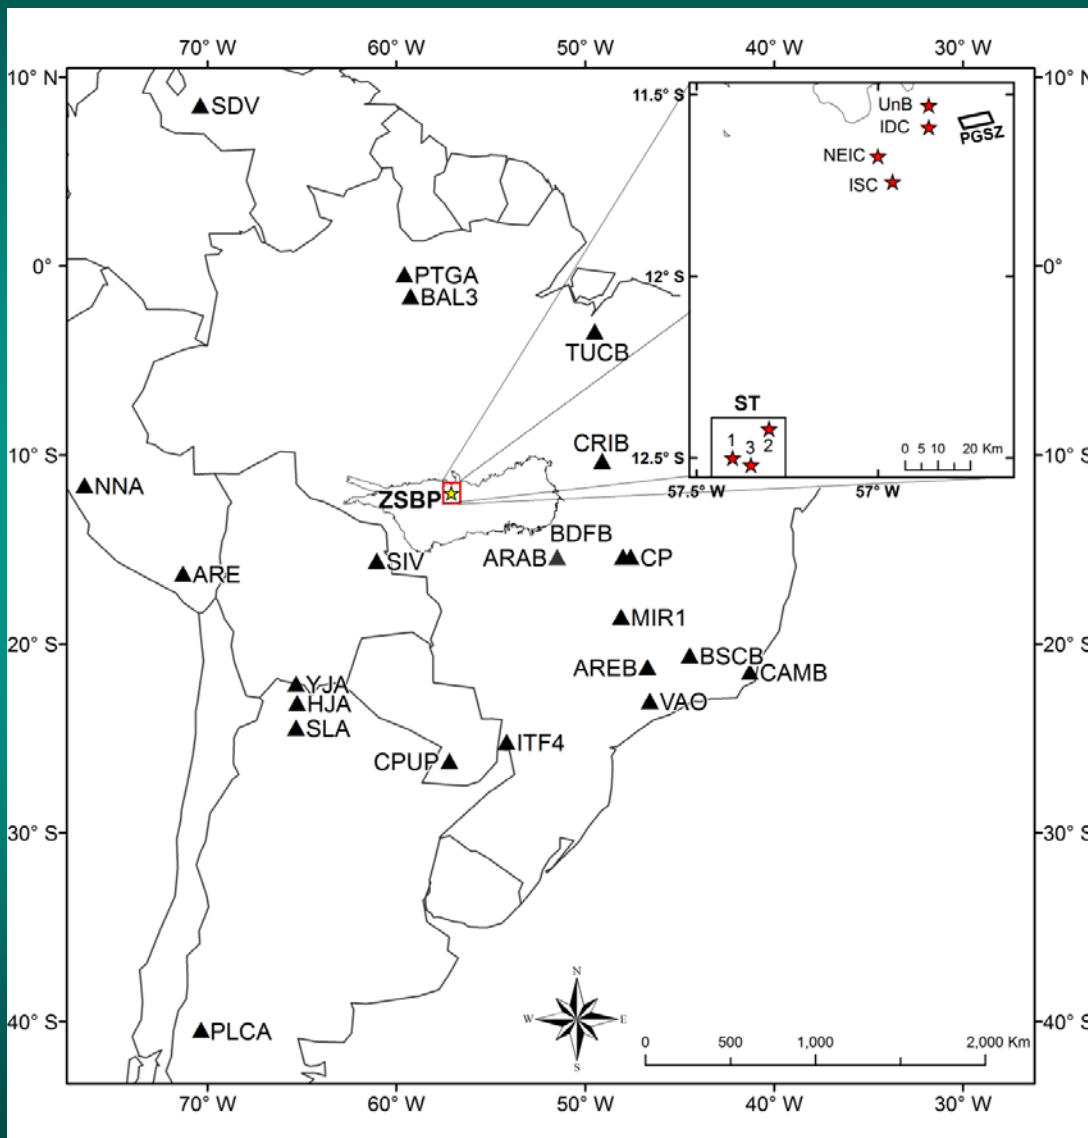 70° W 60° W 50° W 40° W 30° W
10° N 10° N
SDV
11.5° S
UnB
IDC
PGSZ
NEIC
ISC
0° 0°
PTGA
BAL3
12° S
TUCB
ST
1 2 3
0 5 10 20 Km
12.5° S
57.5° W 57° W
CRIB
10° S 10° S
NNA
ZSBP
BDFB
ARAB CP
SIV
ARE
MIR1
20° S 20° S
BSCB
AREB CAMB
YJA
VAO
HJA
SLA
ITF4
CPUP
30° S 30° S
N
W E
S
40° S 40° S
PLCA
0 500 1,000 2,000 Km
70° W 60° W 50° W 40° W 30° W